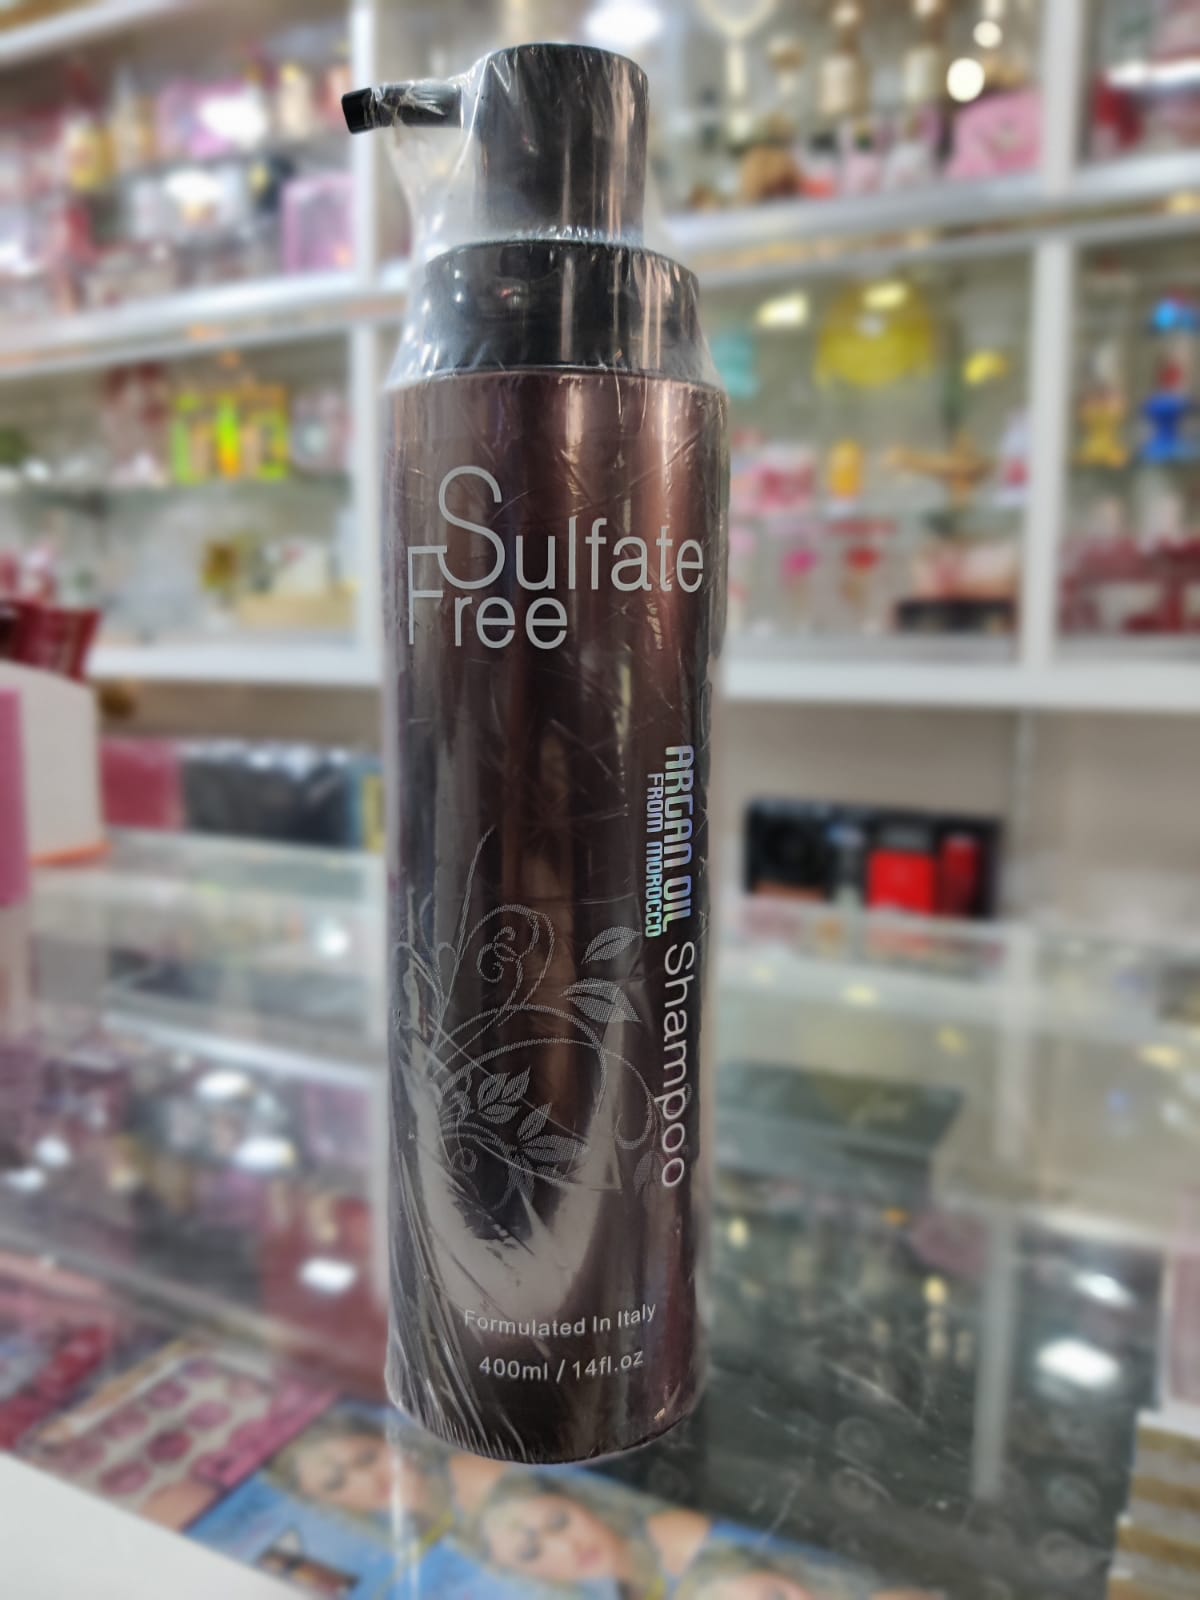 Sulfate
Free
ARGAN OIL Shampoo
FROM MOROCCO
Formulated In Italy
400ml / 14fl.oz